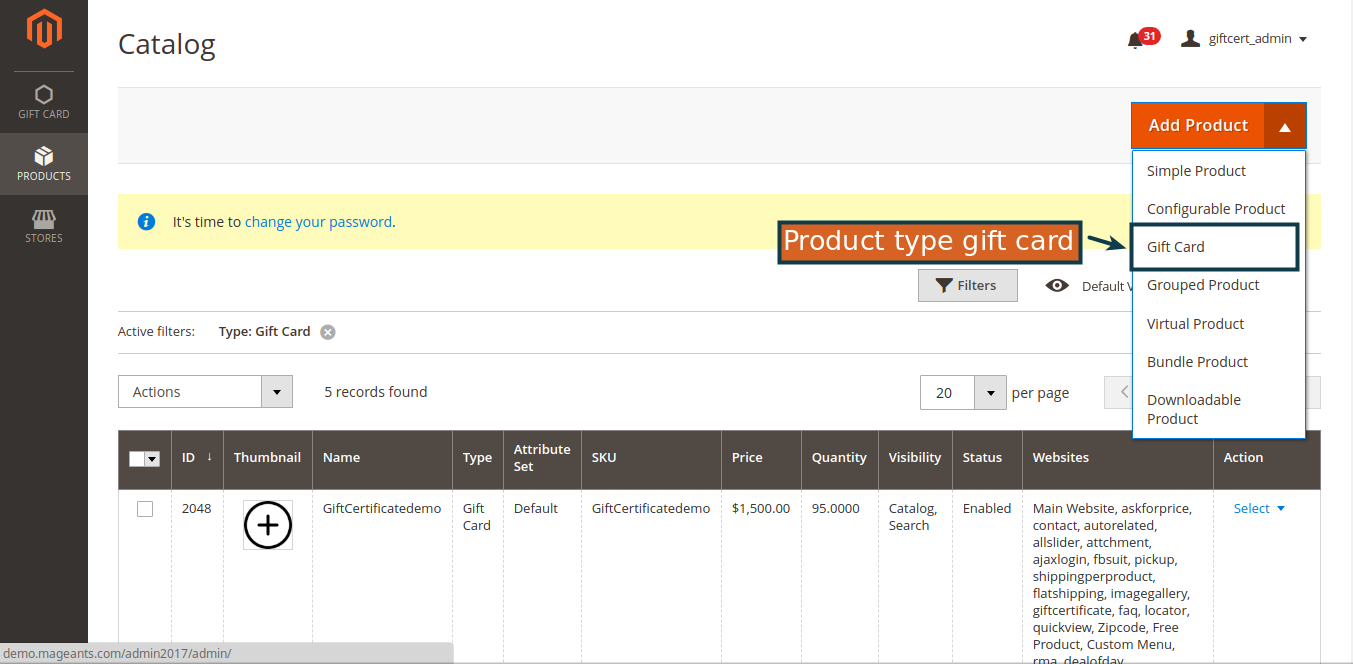 Catalog
31
giftcert_admin
GIFT CARD
PRODUCTS
STORES
Add Product
Simple Product
Configurable Product
Gift Card
Grouped Product
Virtual Product
Bundle Product
Downloadable
Product
It's time to change your password.
Product type gift card
Filters
Default V
Active filters: Type: Gift Card
Actions
5 records found
20
per page
ID ↓ Thumbnail Name Type Attribute Set SKU Price Quantity Visibility Status Websites Action
2048 GiftCertificatedemo Gift Card Default GiftCertificatedemo $1,500.00 95.0000 Catalog, Search Enabled
Main Website, askforprice,
contact, autorelated,
allslider, attchment,
ajaxlogin, fbsuit, pickup,
shippingperproduct,
flatshipping, imagegallery,
giftcertificate, faq, locator,
quickview, Zipcode, Free
Product, Custom Menu,
rma, dealofday,
Select
demo.mageants.com/admin2017/admin/